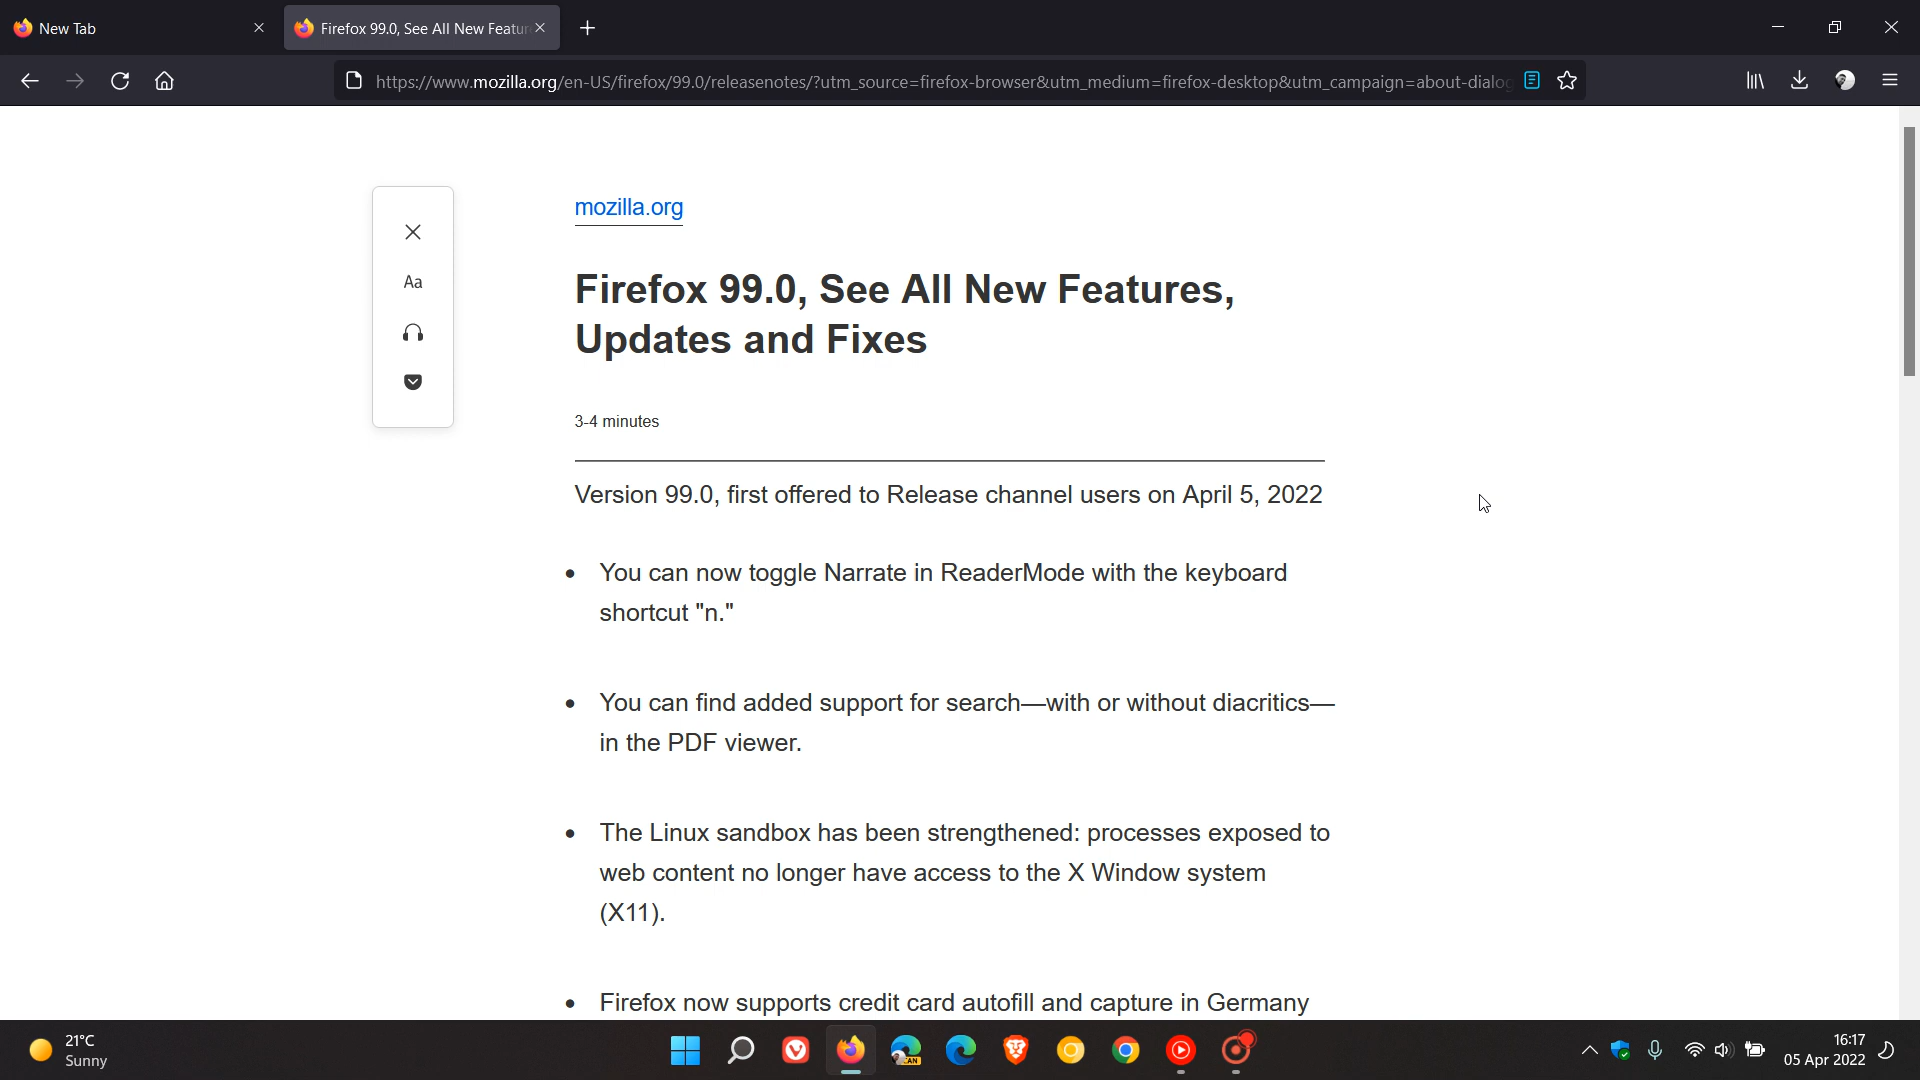 New Tab
Firefox 99.0, See All New Featur
https://www.mozilla.org/en-US/firefox/99.0/releasenotes/?utm_source=firefox-browser&utm_medium=firefox-desktop&utm_campaign=about-dialog
mozilla.org
Aa
Firefox 99.0, See All New Features,
Updates and Fixes
3-4 minutes
Version 99.0, first offered to Release channel users on April 5, 2022
• You can now toggle Narrate in ReaderMode with the keyboard
shortcut "n."
• You can find added support for search—with or without diacritics—
in the PDF viewer.
• The Linux sandbox has been strengthened: processes exposed to
web content no longer have access to the X Window system
(X11).
• Firefox now supports credit card autofill and capture in Germany
21°C
Sunny
CAN
16:17
05 Apr 2022